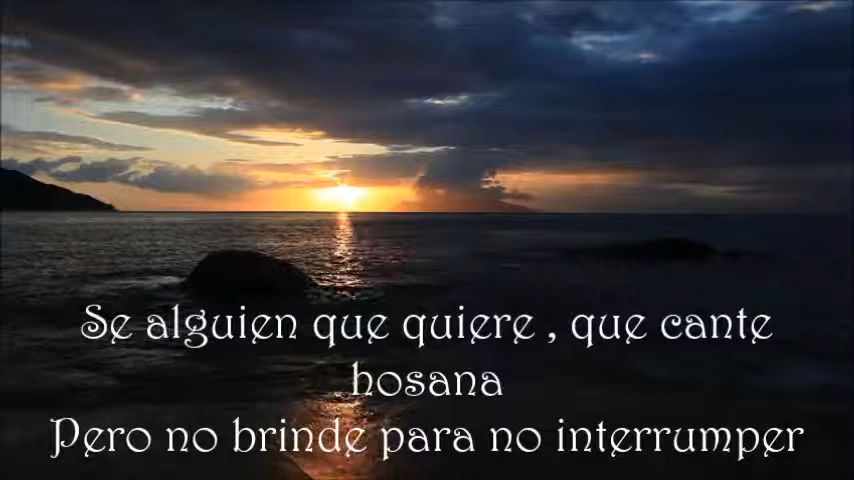 Se alguien que quiere , que cante
hosana
Pero no brinde para no interrumper